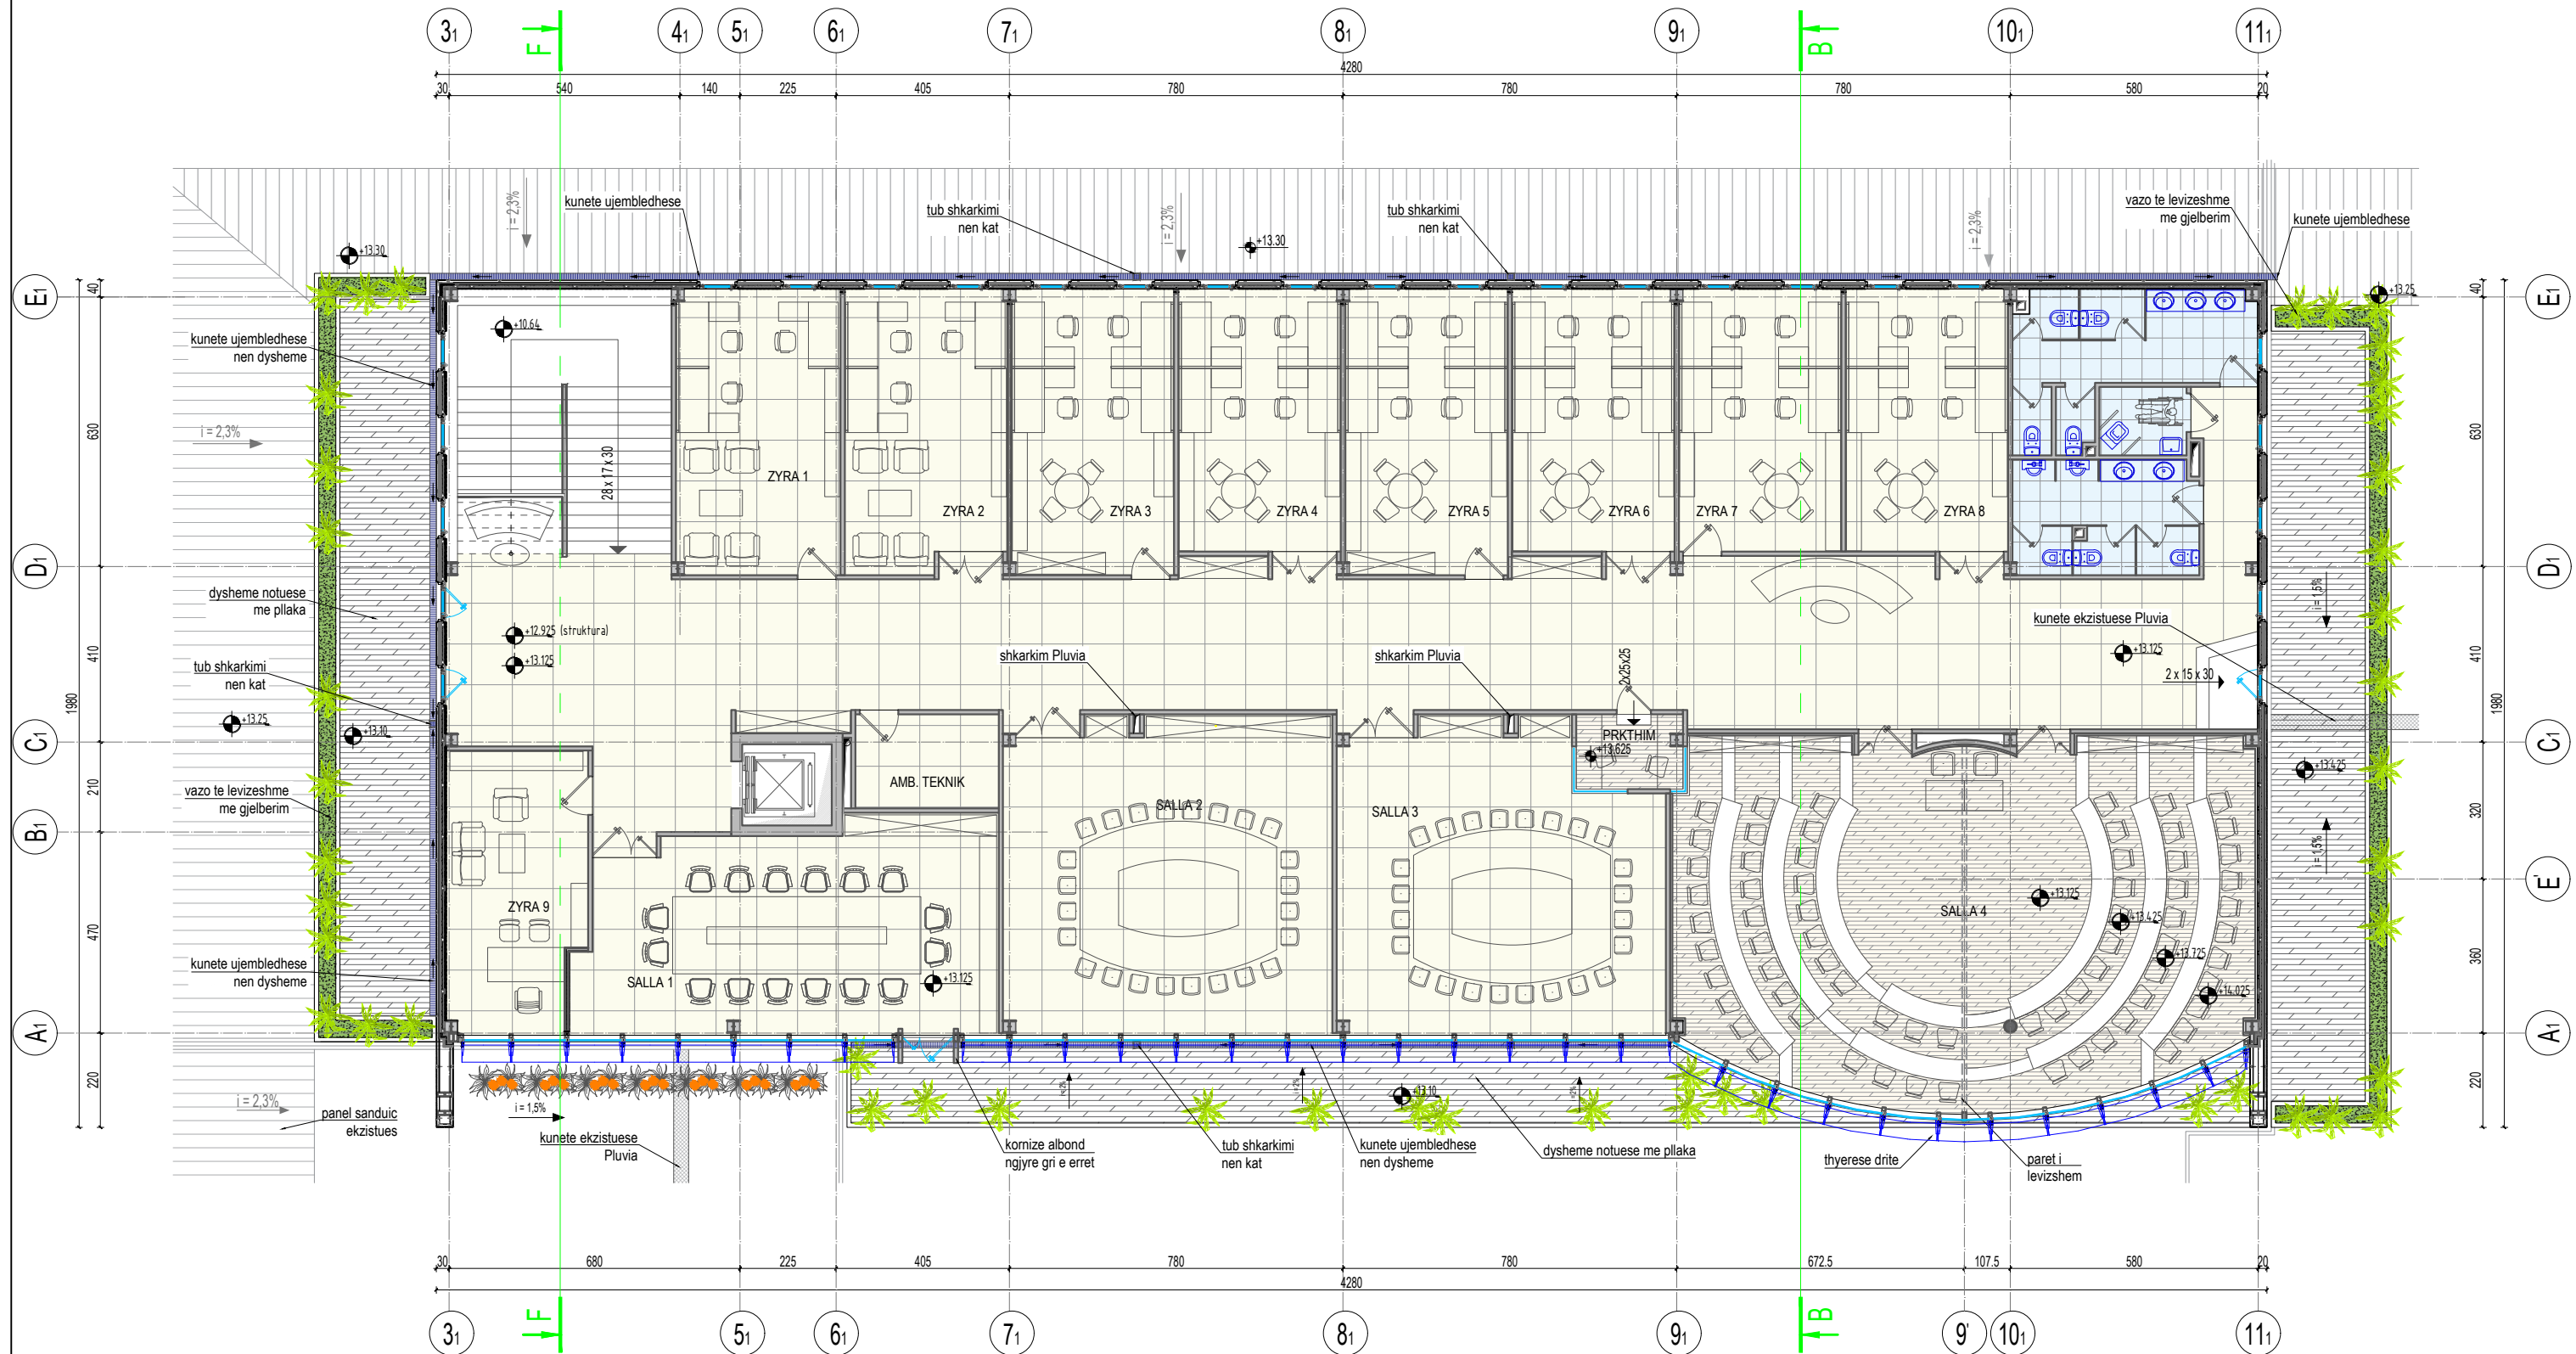 3₁
4₁
5₁
6₁
7₁
8₁
9₁
10₁
11₁
F
B
4280
30
540
140
225
405
780
780
780
580
20
i = 2,3%
kunete ujembledhese
tub shkarkimi
nen kat
i = 2,3%
+13.30
tub shkarkimi
nen kat
i = 2,3%
vazo te levizeshme
me gjelberim
kunete ujembledhese
+13.30
+13.25
E₁
40
40
E₁
+10.64
kunete ujembledhese
nen dysheme
630
i = 2,3%
28 x 17 x 30
ZYRA 1
ZYRA 2
ZYRA 3
ZYRA 4
ZYRA 5
ZYRA 6
ZYRA 7
ZYRA 8
630
D₁
D₁
dysheme notuese
me pllaka
+12.925 (struktura)
+13.125
410
1980
tub shkarkimi
nen kat
shkarkim Pluvia
shkarkim Pluvia
2x25x25
kunete ekzistuese Pluvia
+13.125
2 x 15 x 30
i = 1,5%
410
1980
+13.25
+13.10
C₁
C₁
PRKTHIM
+13.625
+13.425
210
vazo te levizeshme
me gjelberim
AMB. TEKNIK
SALLA 2
SALLA 3
320
B₁
i = 1,5%
E'
ZYRA 9
SALLA 4
+13.125
+13.425
+13.725
+14.025
470
360
kunete ujembledhese
nen dysheme
SALLA 1
+13.125
A₁
A₁
220
220
i = 2,3%
panel sanduic
ekzistues
i = 1,5%
kunete ekzistuese
Pluvia
+13.10
kornize albond
ngjyre gri e erret
tub shkarkimi
nen kat
kunete ujembledhese
nen dysheme
dysheme notuese me pllaka
thyerese drite
paret i
levizshem
30
680
225
405
780
780
672.5
107.5
580
20
4280
F
B
3₁
5₁
6₁
7₁
8₁
9₁
9'
10₁
11₁